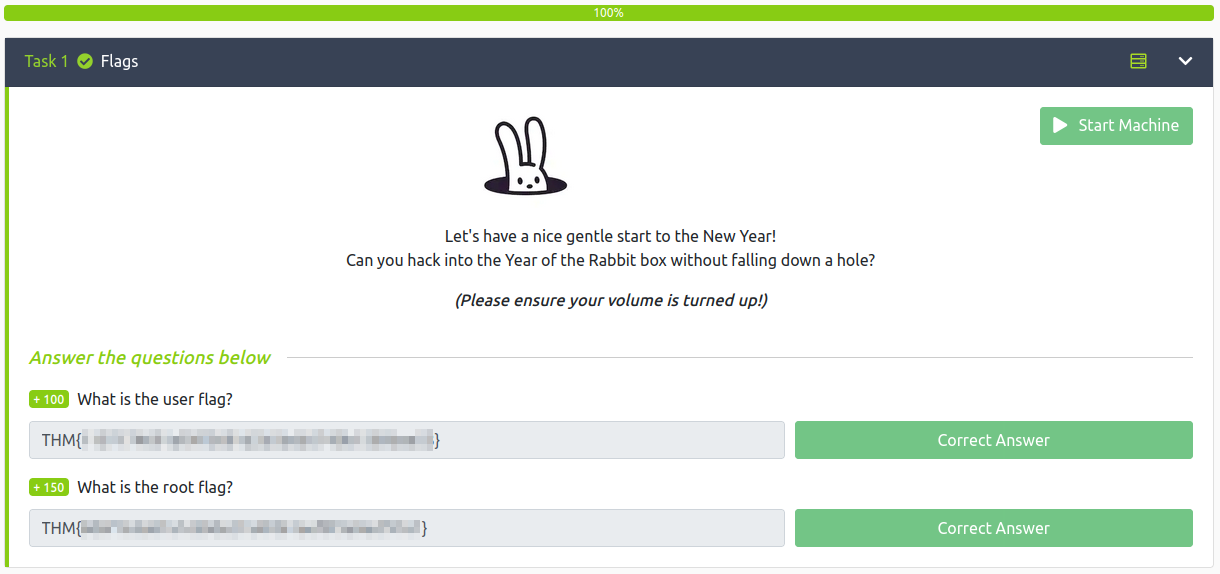 100%
Task 1 Flags
Start Machine
Let's have a nice gentle start to the New Year!
Can you hack into the Year of the Rabbit box without falling down a hole?
(Please ensure your volume is turned up!)
Answer the questions below
+ 100 What is the user flag?
THM{ } Correct Answer
+ 150 What is the root flag?
THM{ } Correct Answer